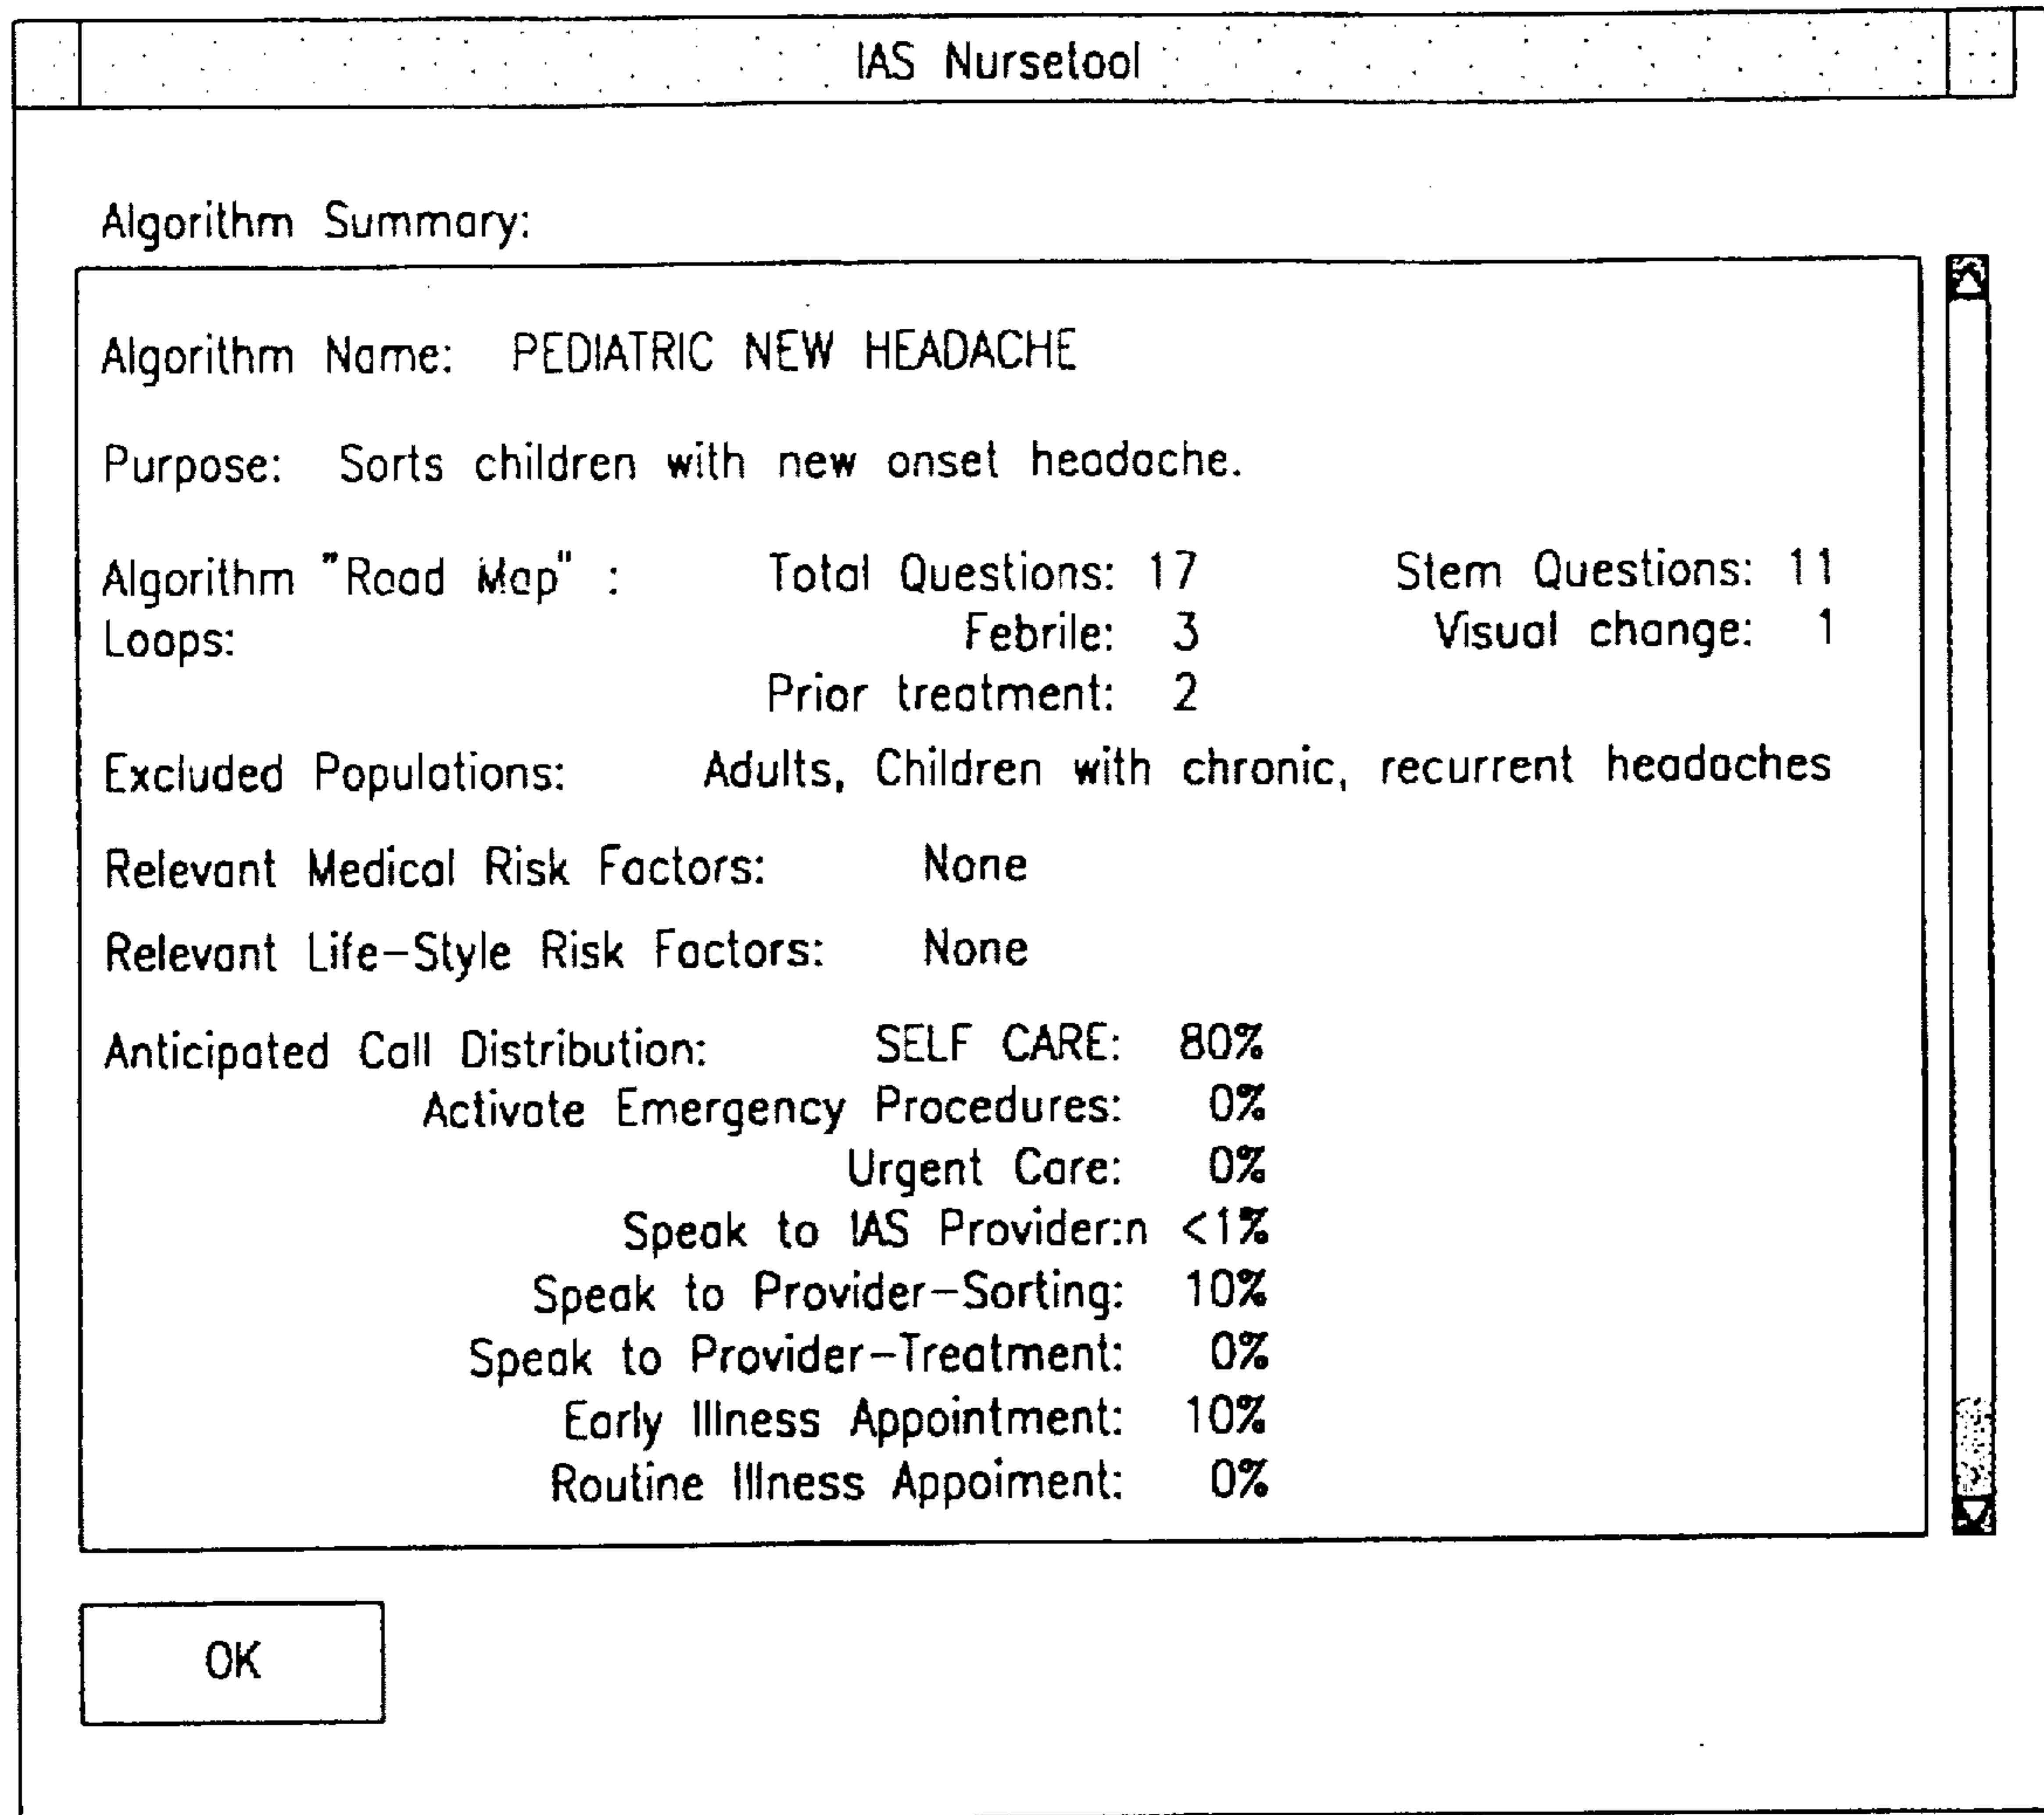 IAS Nursetool
Algorithm Summary:
Algorithm Name: PEDIATRIC NEW HEADACHE
Purpose: Sorts children with new onset headache.
Algorithm "Road Map" : Total Questions: 17 Stem Questions: 11
Loops: Febrile: 3 Visual change: 1
Prior treatment: 2
Excluded Populations: Adults, Children with chronic, recurrent headaches
Relevant Medical Risk Factors: None
Relevant Life-Style Risk Factors: None
Anticipated Call Distribution: SELF CARE: 80%
Activate Emergency Procedures: 0%
Urgent Care: 0%
Speak to IAS Provider:n <1%
Speak to Provider-Sorting: 10%
Speak to Provider-Treatment: 0%
Early Illness Appointment: 10%
Routine Illness Appoiment: 0%
OK